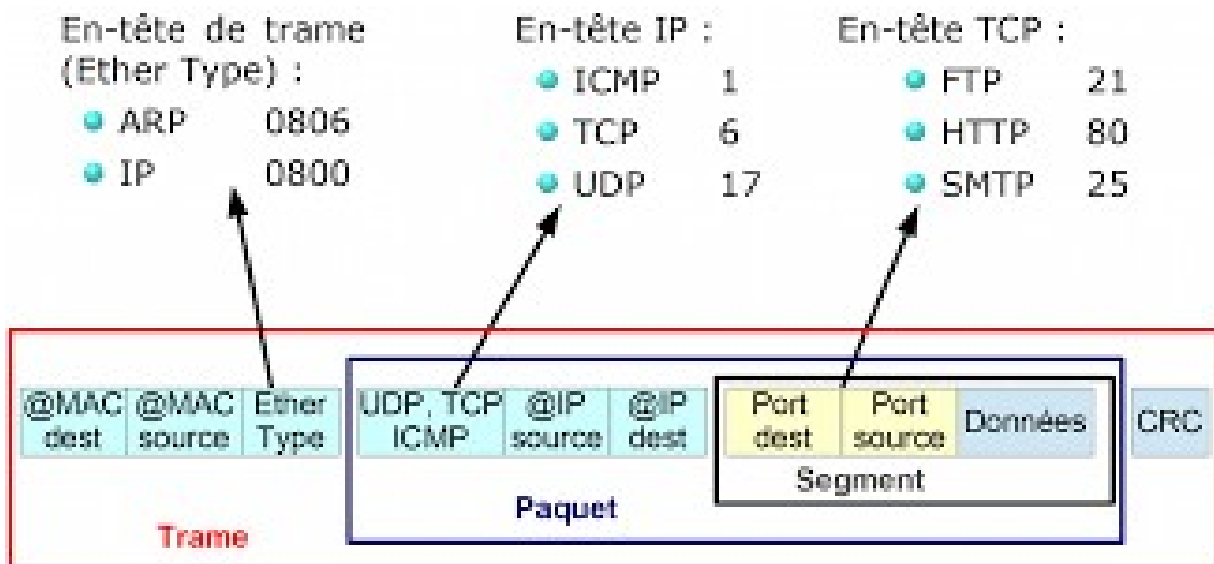 En-tête de trame
(Ether Type) :
ARP 0806
IP 0800
En-tête IP :
ICMP 1
TCP 6
UDP 17
En-tête TCP :
FTP 21
HTTP 80
SMTP 25
@MAC dest
@MAC source
Ether Type
UDP, TCP ICMP
@IP source
@IP dest
Port dest
Port source
Données
CRC
Segment
Paquet
Trame